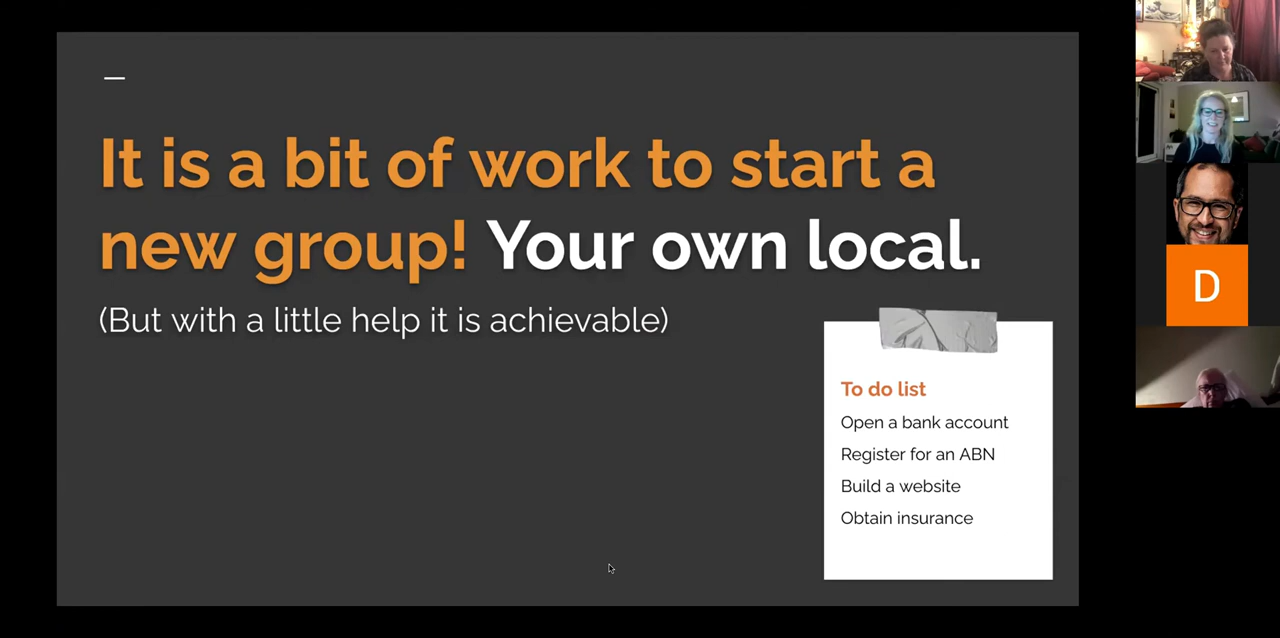 It is a bit of work to start a
new group! Your own local.
(But with a little help it is achievable)
To do list
Open a bank account
Register for an ABN
Build a website
Obtain insurance
D